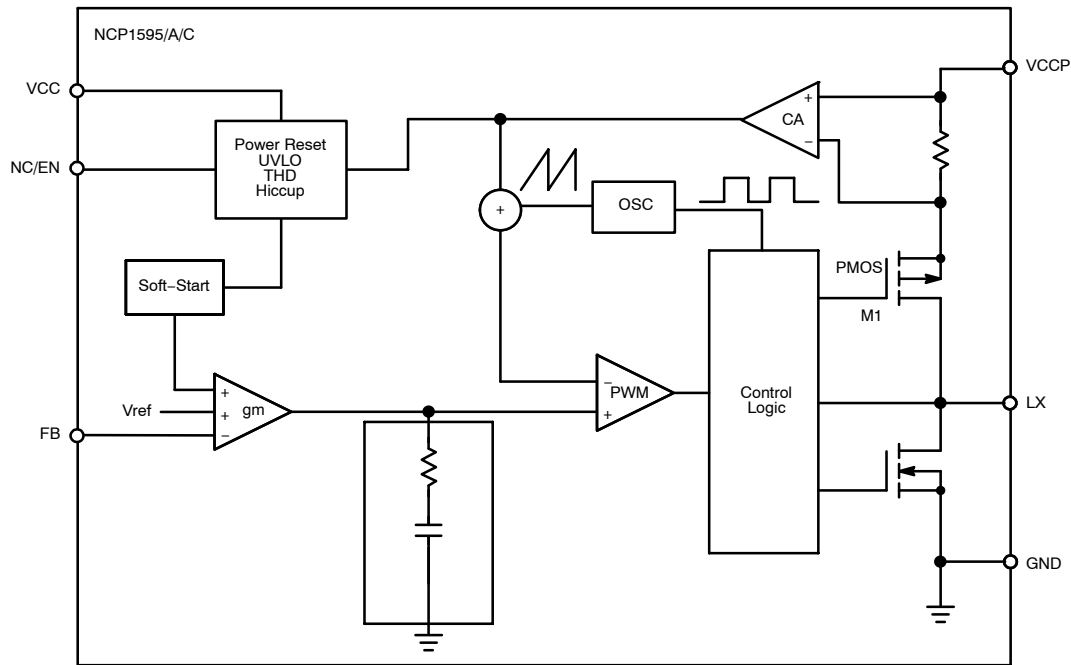 NCP1595/A/C
VCC
VCCP
NC/EN
Power Reset
UVLO
THD
Hiccup
+
CA
−
+
OSC
Soft−Start
PMOS
M1
+
Vref
+
gm
−
FB
−
PWM
+
Control
Logic
LX
GND